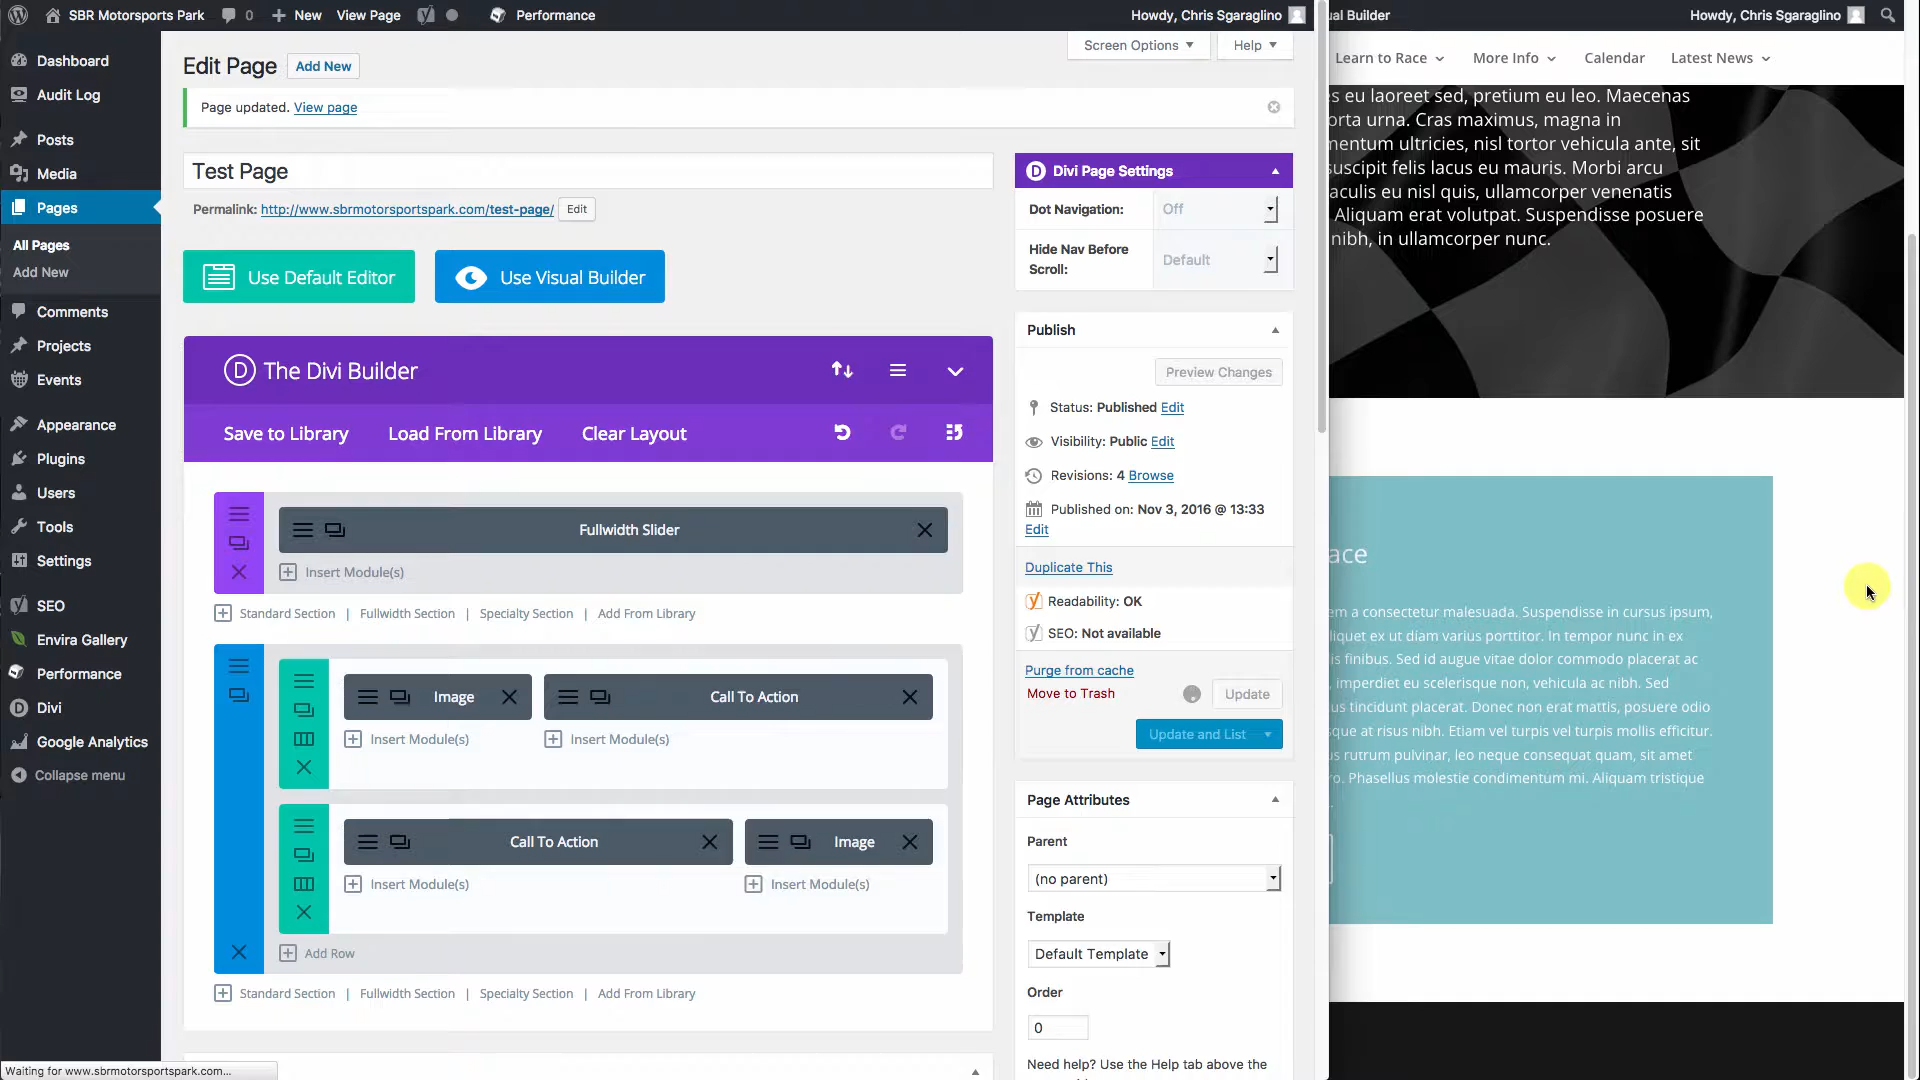 SBR Motorsports Park
0
New
View Page
Performance
Howdy, Chris Sgaraglino
Dashboard
Audit Log
Posts
Media
Pages
All Pages
Add New
Comments
Projects
Events
Appearance
Plugins
Users
Tools
Settings
SEO
Envira Gallery
Performance
Divi
Google Analytics
Collapse menu
Waiting for www.sbrmotorsportspark.com...
Screen Options
Help
Edit Page
Add New
Page updated. View page
Test Page
Permalink: http://www.sbrmotorsportspark.com/test-page/ Edit
Use Default Editor
Use Visual Builder
D The Divi Builder
Save to Library
Load From Library
Clear Layout
Fullwidth Slider
Insert Module(s)
Standard Section | Fullwidth Section | Specialty Section | Add From Library
Image
Call To Action
Insert Module(s)
Insert Module(s)
Call To Action
Image
Insert Module(s)
Insert Module(s)
Add Row
Standard Section | Fullwidth Section | Specialty Section | Add From Library
D Divi Page Settings
Dot Navigation:
Off
Hide Nav Before
Scroll:
Default
Publish
Preview Changes
Status: Published Edit
Visibility: Public Edit
Revisions: 4 Browse
Published on: Nov 3, 2016 @ 13:33
Edit
Duplicate This
Readability: OK
SEO: Not available
Purge from cache
Move to Trash
Update
Update and List
Page Attributes
Parent
(no parent)
Template
Default Template
Order
0
Need help? Use the Help tab above the
ual Builder
Howdy, Chris Sgaraglino
Learn to Race
More Info
Calendar
Latest News
s eu laoreet sed, pretium eu leo. Maecenas
orta urna. Cras maximus, magna in
mentum ultricies, nisl tortor vehicula ante, sit
suscipit felis lacus eu mauris. Morbi arcu
aculis eu nisl quis, ullamcorper venenatis
Aliquam erat volutpat. Suspendisse posuere
nibh, in ullamcorper nunc.
ace
em a consectetur malesuada. Suspendisse in cursus ipsum,
liquet ex ut diam varius porttitor. In tempor nunc in ex
is finibus. Sed id augue vitae dolor commodo placerat ac
, imperdiet eu scelerisque non, vehicula ac nibh. Sed
us tincidunt placerat. Donec non erat mattis, posuere odio
sque at risus nibh. Etiam vel turpis vel turpis mollis efficitur.
us rutrum pulvinar, leo neque consequat quam, sit amet
ro. Phasellus molestie condimentum mi. Aliquam tristique